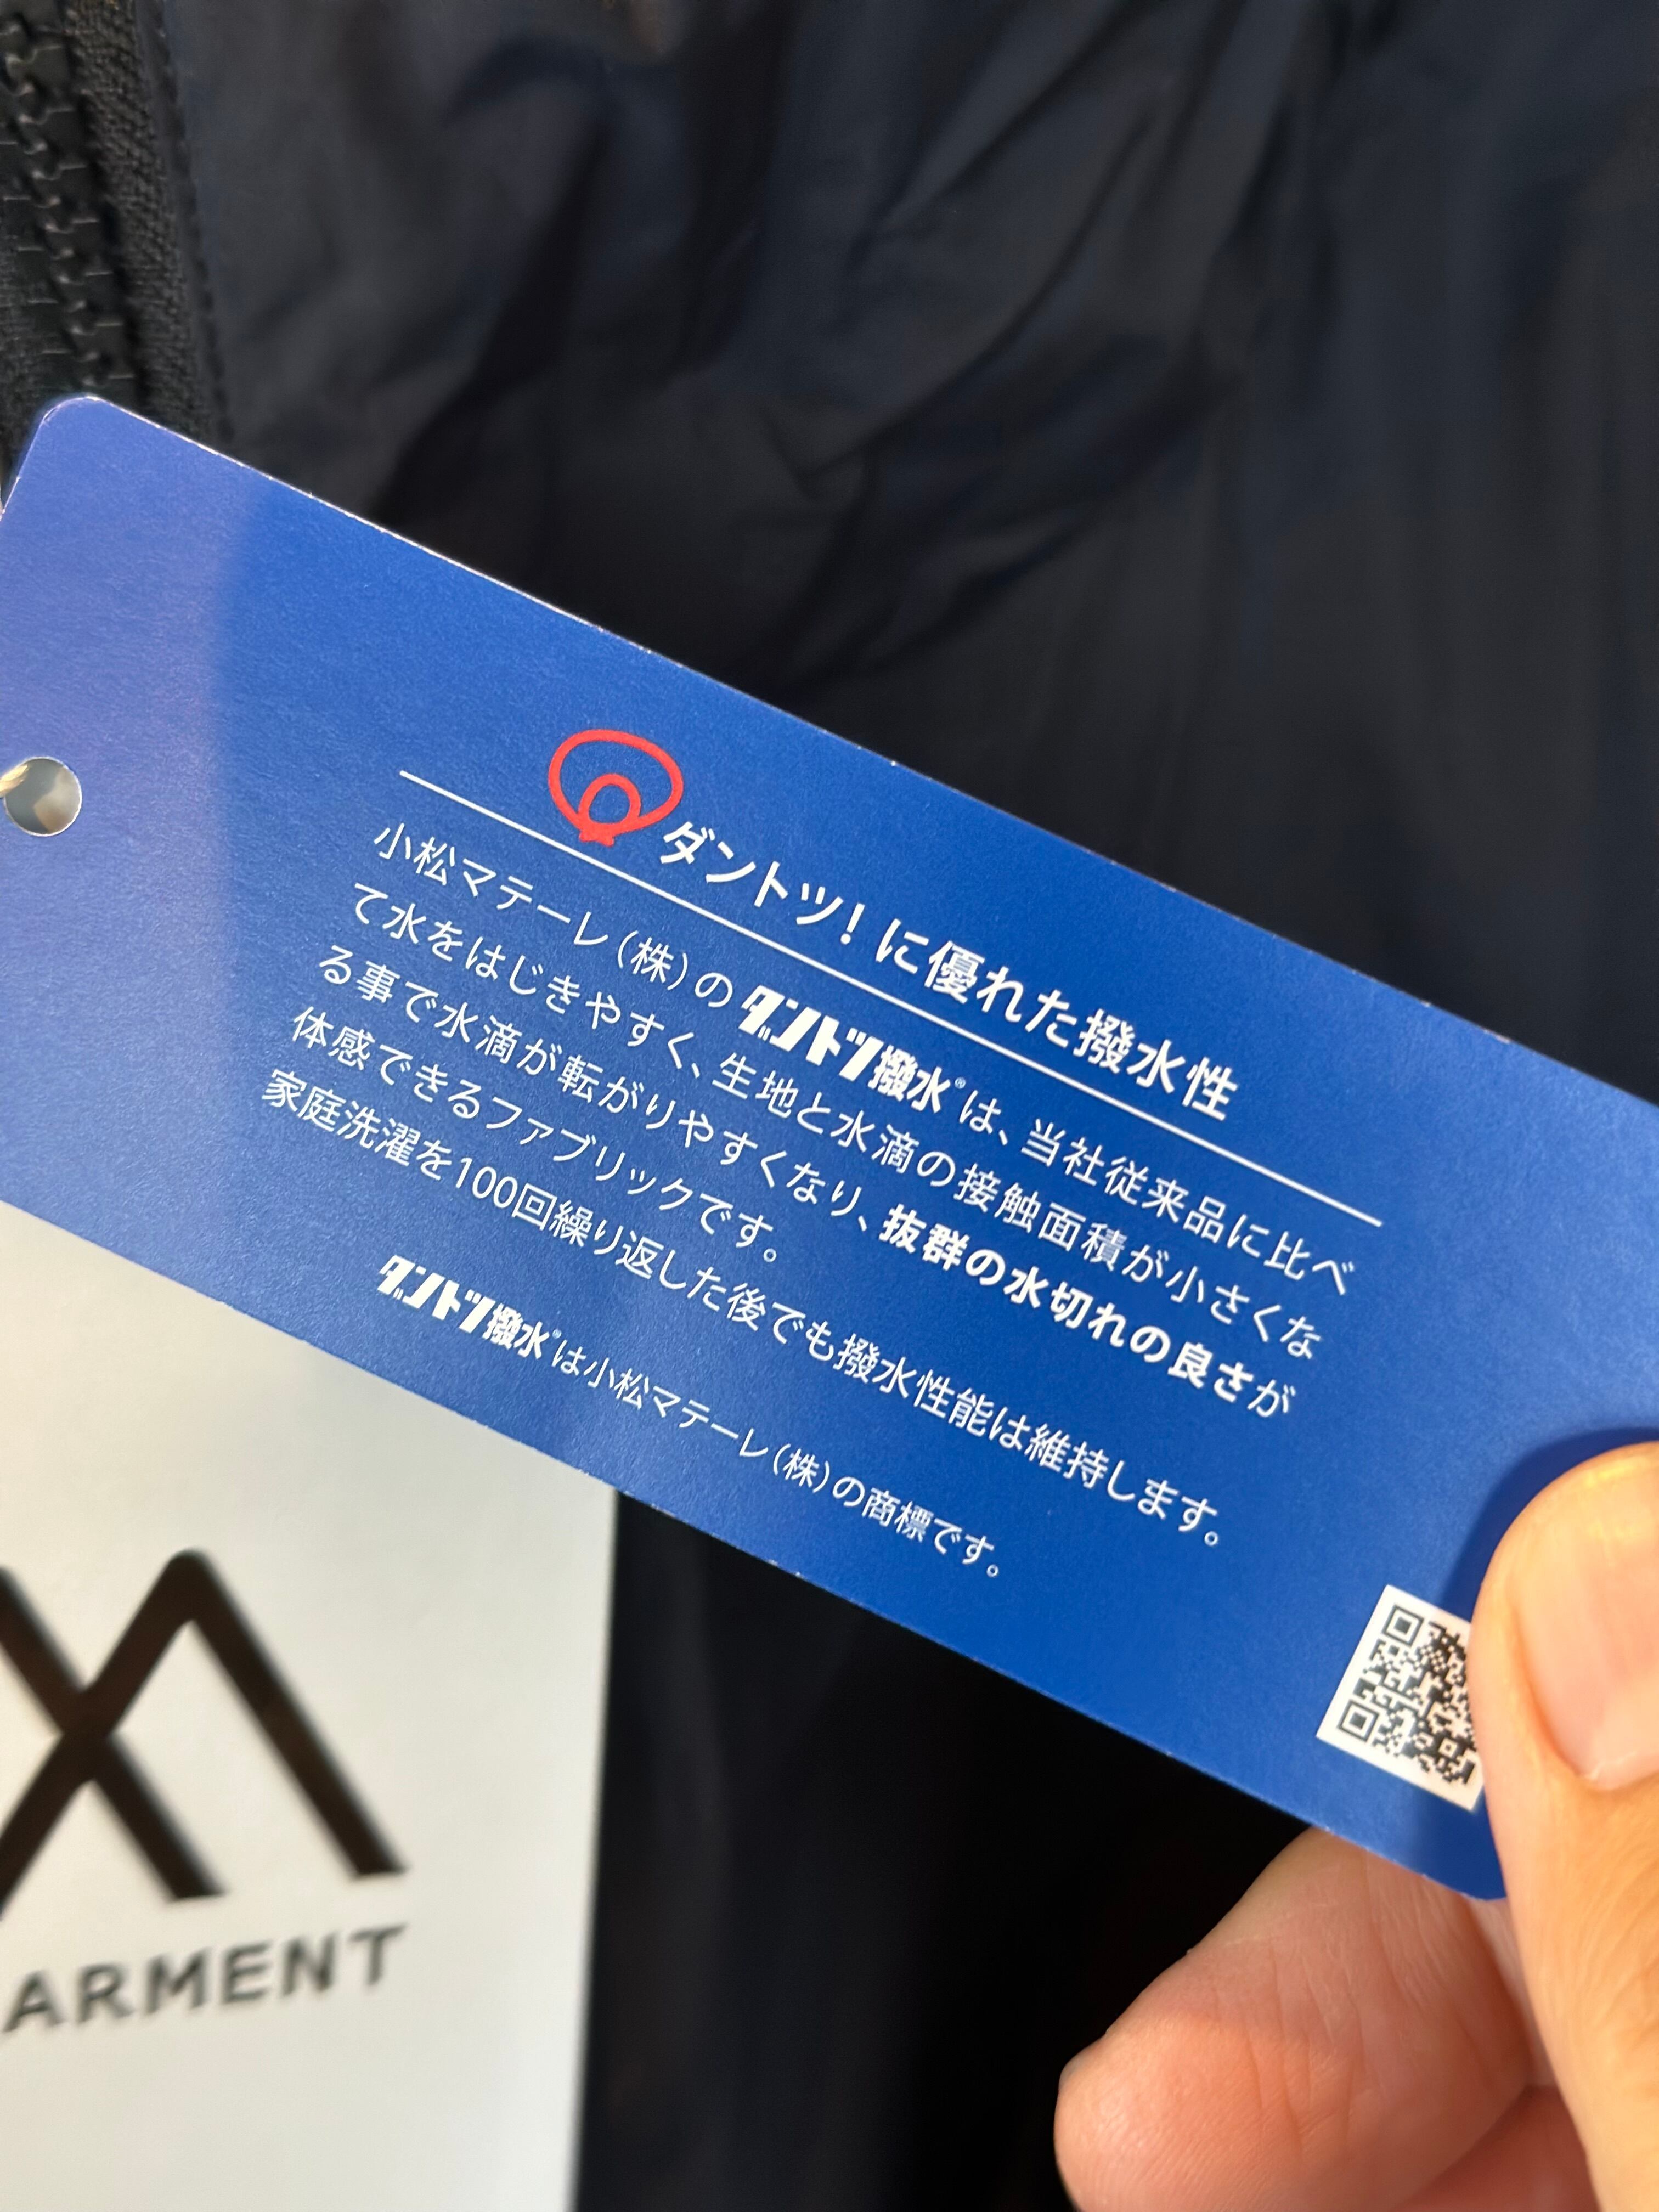 ダントツ！に優れた撥水性
小松マテーレ（株）のダントツ撥水®は、当社従来品に比べ
て水をはじきやすく、生地と水滴の接触面積が小さくな
る事で水滴が転がりやすくなり、抜群の水切れの良さが
体感できるファブリックです。
家庭洗濯を100回繰り返した後でも撥水性能は維持します。
ダントツ撥水®は小松マテーレ（株）の商標です。
ARMENT